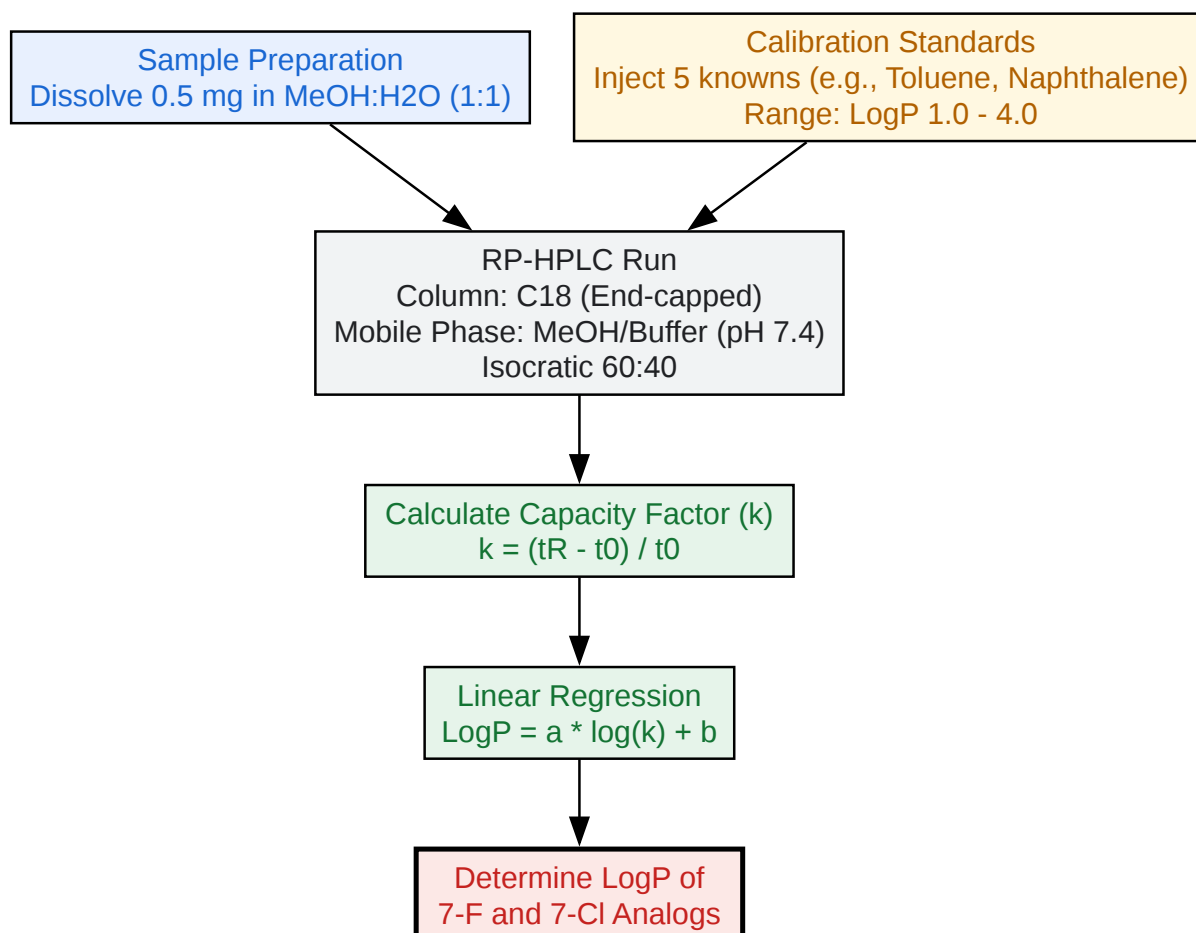 Sample Preparation
Dissolve 0.5 mg in MeOH:H2O (1:1)
Calibration Standards
Inject 5 knowns (e.g., Toluene, Naphthalene)
Range: LogP 1.0 - 4.0
RP-HPLC Run
Column: C18 (End-capped)
Mobile Phase: MeOH/Buffer (pH 7.4)
Isocratic 60:40
Calculate Capacity Factor (k)
k = (tR - t0) / t0
Linear Regression
LogP = a * log(k) + b
Determine LogP of
7-F and 7-Cl Analogs